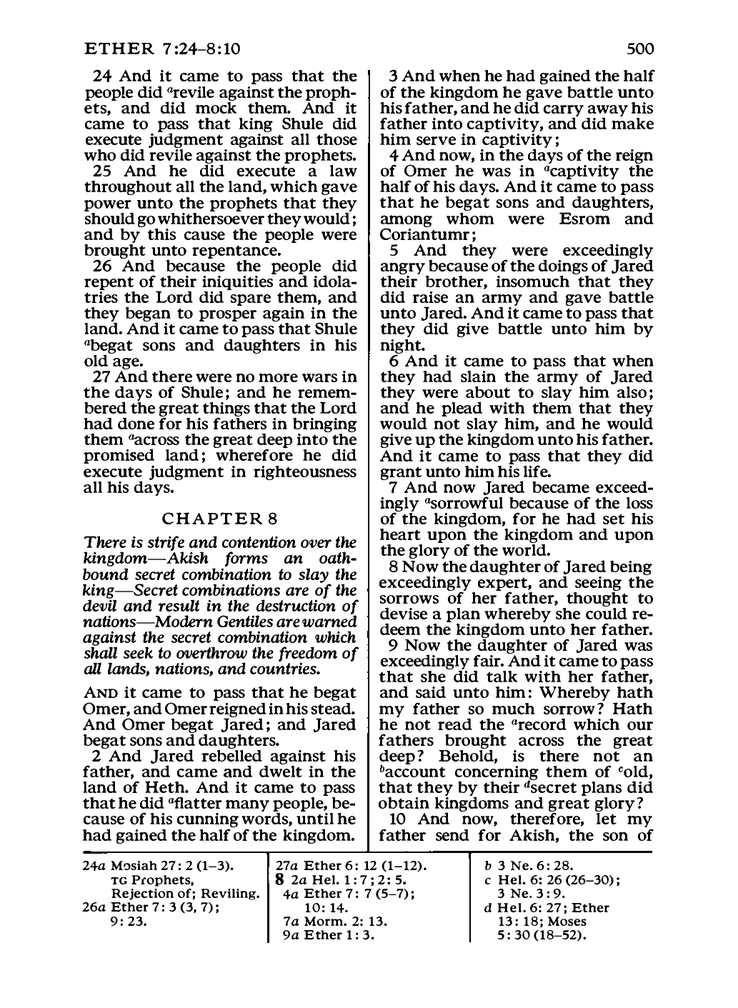 ETHER 7:24–8:10
500
24 And it came to pass that the
people did ᵃrevile against the proph-
ets, and did mock them. And it
came to pass that king Shule did
execute judgment against all those
who did revile against the prophets.
25 And he did execute a law
throughout all the land, which gave
power unto the prophets that they
should go whithersoever they would;
and by this cause the people were
brought unto repentance.
26 And because the people did
repent of their iniquities and idola-
tries the Lord did spare them, and
they began to prosper again in the
land. And it came to pass that Shule
ᵃbegat sons and daughters in his
old age.
27 And there were no more wars in
the days of Shule; and he remem-
bered the great things that the Lord
had done for his fathers in bringing
them ᵃacross the great deep into the
promised land; wherefore he did
execute judgment in righteousness
all his days.
CHAPTER 8
There is strife and contention over the
kingdom—Akish forms an oath-
bound secret combination to slay the
king—Secret combinations are of the
devil and result in the destruction of
nations—Modern Gentiles are warned
against the secret combination which
shall seek to overthrow the freedom of
all lands, nations, and countries.
AND it came to pass that he begat
Omer, and Omer reigned in his stead.
And Omer begat Jared; and Jared
begat sons and daughters.
2 And Jared rebelled against his
father, and came and dwelt in the
land of Heth. And it came to pass
that he did ᵃflatter many people, be-
cause of his cunning words, until he
had gained the half of the kingdom.
3 And when he had gained the half
of the kingdom he gave battle unto
his father, and he did carry away his
father into captivity, and did make
him serve in captivity;
4 And now, in the days of the reign
of Omer he was in ᵃcaptivity the
half of his days. And it came to pass
that he begat sons and daughters,
among whom were Esrom and
Coriantumr;
5 And they were exceedingly
angry because of the doings of Jared
their brother, insomuch that they
did raise an army and gave battle
unto Jared. And it came to pass that
they did give battle unto him by
night.
6 And it came to pass that when
they had slain the army of Jared
they were about to slay him also;
and he plead with them that they
would not slay him, and he would
give up the kingdom unto his father.
And it came to pass that they did
grant unto him his life.
7 And now Jared became exceed-
ingly ᵃsorrowful because of the loss
of the kingdom, for he had set his
heart upon the kingdom and upon
the glory of the world.
8 Now the daughter of Jared being
exceedingly expert, and seeing the
sorrows of her father, thought to
devise a plan whereby she could re-
deem the kingdom unto her father.
9 Now the daughter of Jared was
exceedingly fair. And it came to pass
that she did talk with her father,
and said unto him: Whereby hath
my father so much sorrow? Hath
he not read the ᵃrecord which our
fathers brought across the great
deep? Behold, is there not an
ᵇaccount concerning them of ᶜold,
that they by their ᵈsecret plans did
obtain kingdoms and great glory?
10 And now, therefore, let my
father send for Akish, the son of
24a Mosiah 27: 2 (1–3).
TG Prophets,
Rejection of; Reviling.
26a Ether 7: 3 (3, 7);
9: 23.
27a Ether 6: 12 (1–12).
8 2a Hel. 1: 7; 2: 5.
4a Ether 7: 7 (5–7);
10: 14.
7a Morm. 2: 13.
9a Ether 1: 3.
b 3 Ne. 6: 28.
c Hel. 6: 26 (26–30);
3 Ne. 3: 9.
d Hel. 6: 27; Ether
13: 18; Moses
5: 30 (18–52).